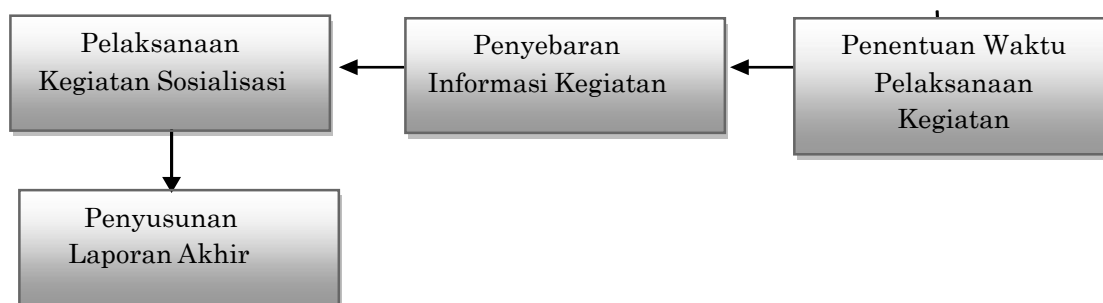 Pelaksanaan
Kegiatan Sosialisasi
Penyebaran
Informasi Kegiatan
Penentuan Waktu
Pelaksanaan
Kegiatan
Penyusunan
Laporan Akhir